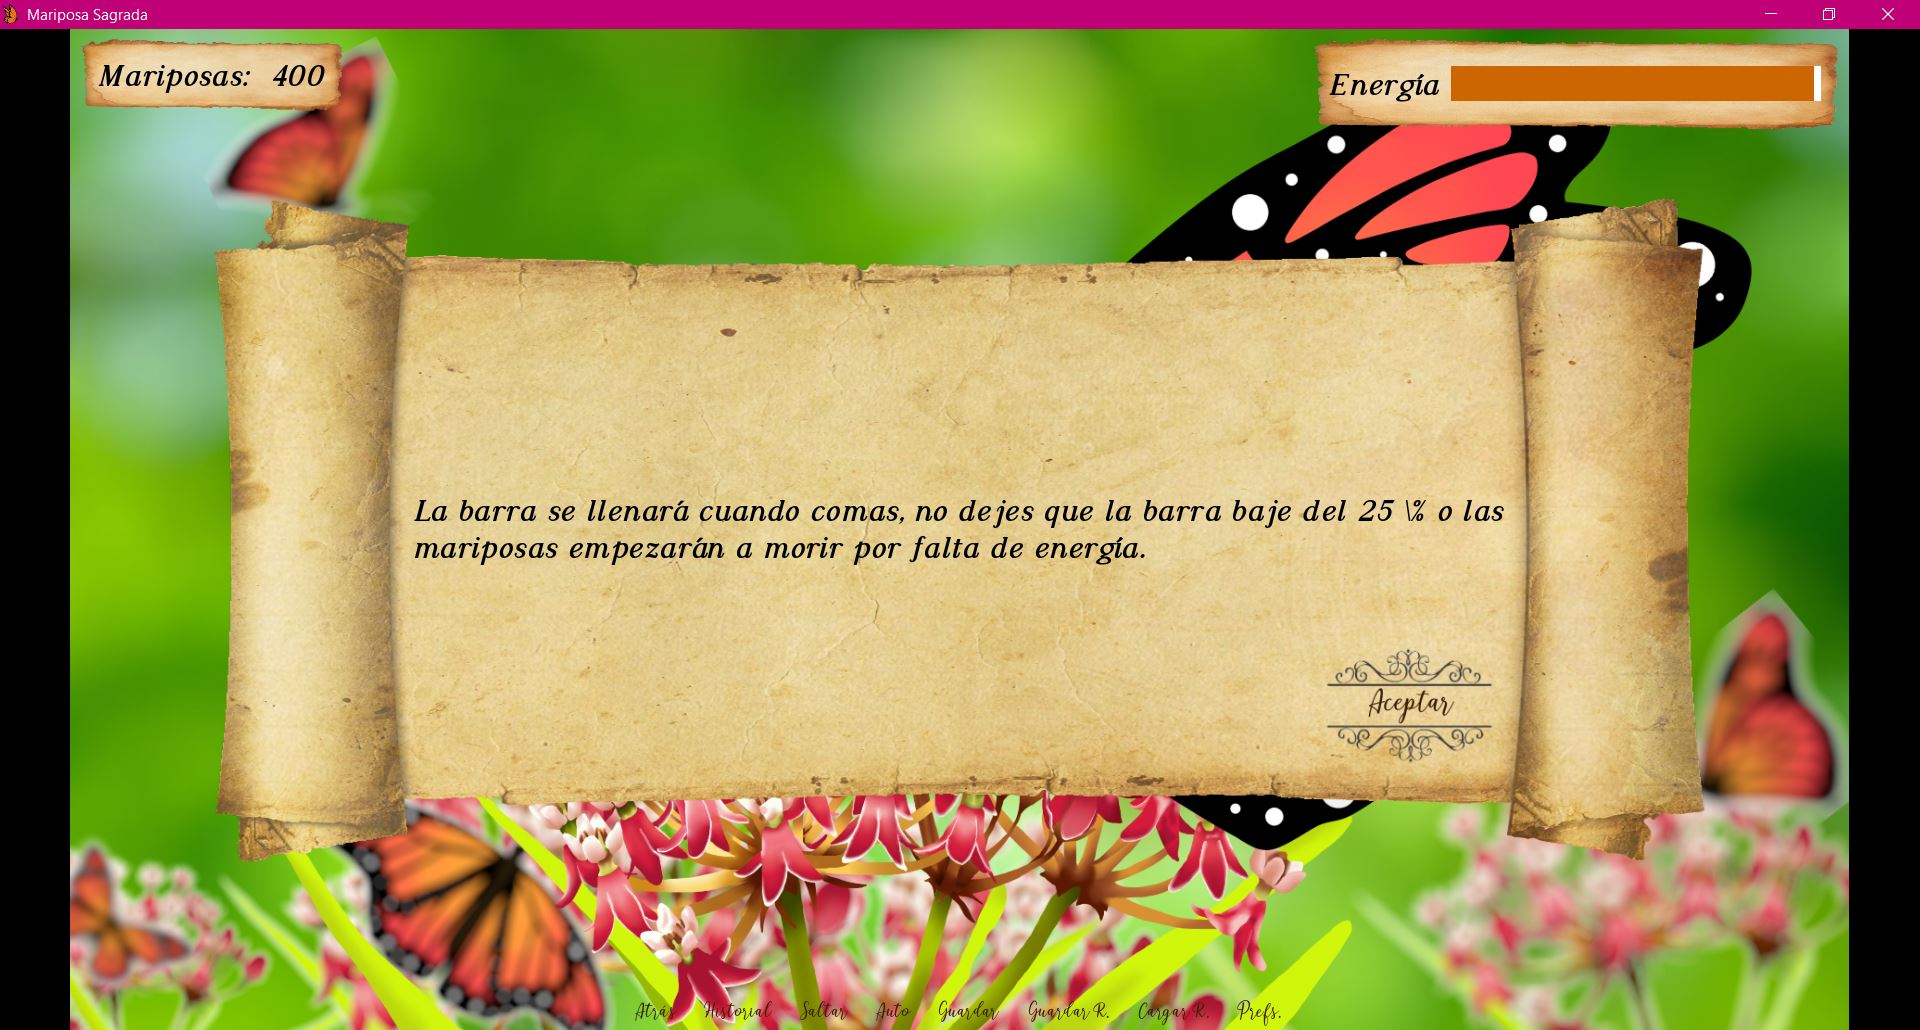 Mariposa Sagrada
Mariposas: 400
Energía
La barra se llenará cuando comas, no dejes que la barra baje del 25 \% o las
mariposas empezarán a morir por falta de energía.
Aceptar
Atrás Historial Saltar Auto Guardar Guardar R. Cargar R. Prefs.